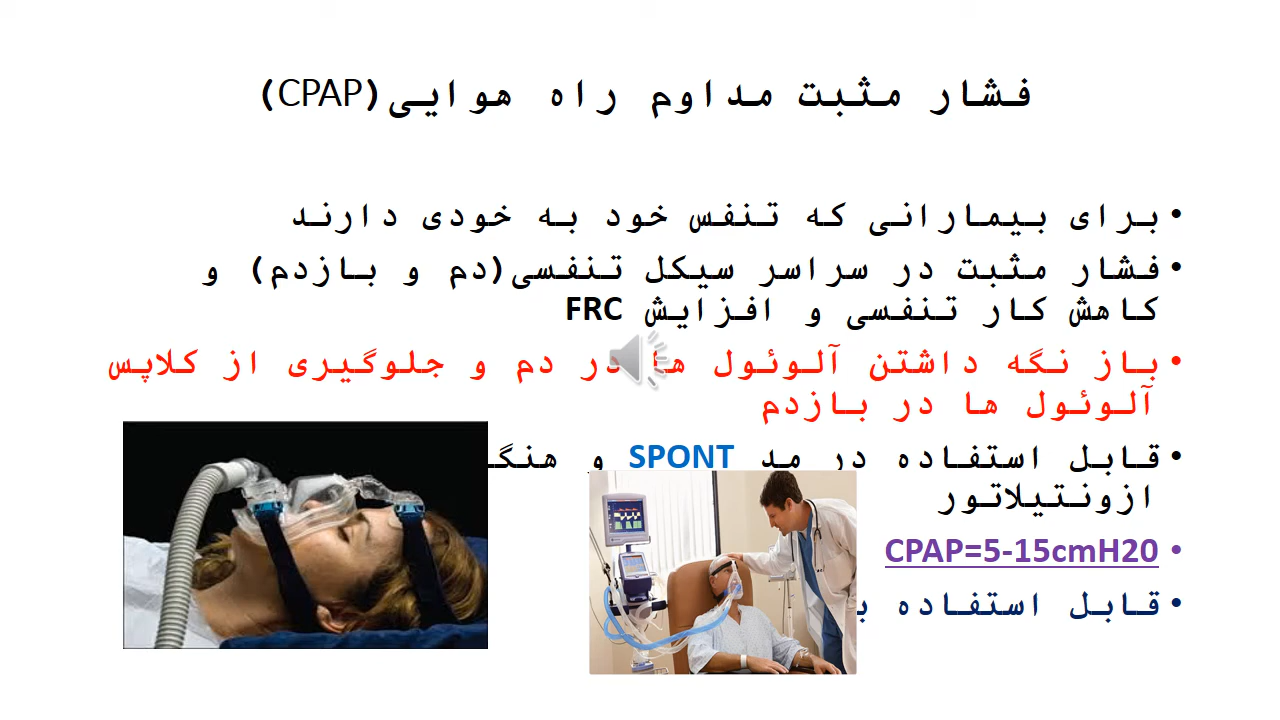 فشار مثبت مداوم راه هوایی(CPAP)
• برای بیمارانی که تنفس خود به خودی دارند
• فشار مثبت در سراسر سیکل تنفسی(دم و بازدم) و
کاهش کار تنفسی و افزایش FRC
• باز نگه داشتن آلوئول ها در دم و جلوگیری از کلاپس
آلوئول ها در بازدم
• قابل استفاده در مد SPONT و
ازونتیلاتور
• CPAP=5-15cmH20
• قابل استفاده